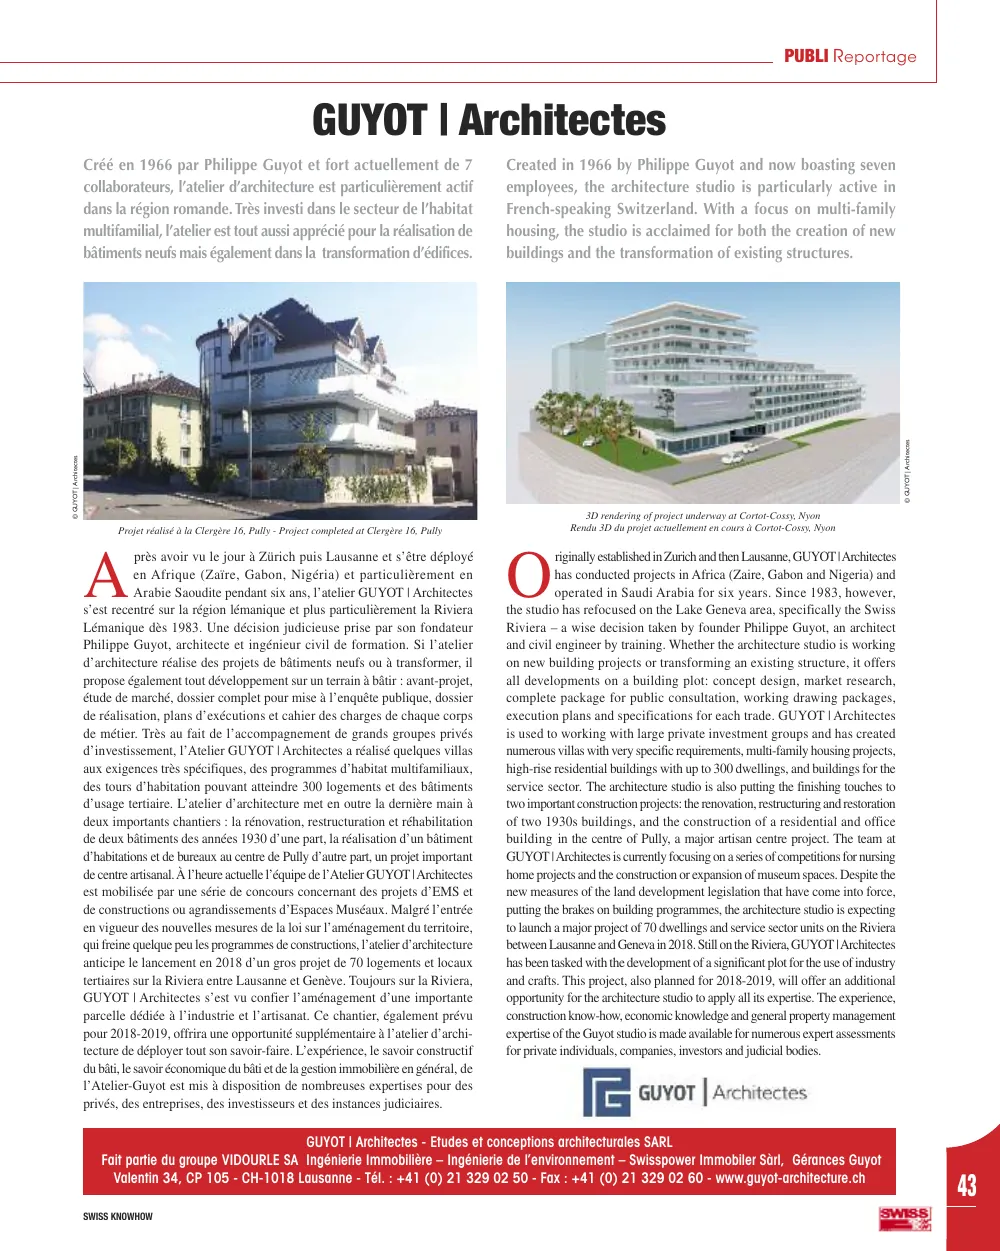 PUBLI Reportage
GUYOT | Architectes
Créé en 1966 par Philippe Guyot et fort actuellement de 7
collaborateurs, l’atelier d’architecture est particulièrement actif
dans la région romande. Très investi dans le secteur de l’habitat
multifamilial, l’atelier est tout aussi apprécié pour la réalisation de
bâtiments neufs mais également dans la transformation d’édifices.
Created in 1966 by Philippe Guyot and now boasting seven
employees, the architecture studio is particularly active in
French-speaking Switzerland. With a focus on multi-family
housing, the studio is acclaimed for both the creation of new
buildings and the transformation of existing structures.
© GUYOT | Architectes
© GUYOT | Architectes
Projet réalisé à la Clergère 16, Pully - Project completed at Clergère 16, Pully
3D rendering of project underway at Cortot-Cossy, Nyon
Rendu 3D du projet actuellement en cours à Cortot-Cossy, Nyon
Après avoir vu le jour à Zürich puis Lausanne et s’être déployé
en Afrique (Zaïre, Gabon, Nigéria) et particulièrement en
Arabie Saoudite pendant six ans, l’atelier GUYOT | Architectes
s’est recentré sur la région lémanique et plus particulièrement la Riviera
Lémanique dès 1983. Une décision judicieuse prise par son fondateur
Philippe Guyot, architecte et ingénieur civil de formation. Si l’atelier
d’architecture réalise des projets de bâtiments neufs ou à transformer, il
propose également tout développement sur un terrain à bâtir : avant-projet,
étude de marché, dossier complet pour mise à l’enquête publique, dossier
de réalisation, plans d’exécutions et cahier des charges de chaque corps
de métier. Très au fait de l’accompagnement de grands groupes privés
d’investissement, l’Atelier GUYOT | Architectes a réalisé quelques villas
aux exigences très spécifiques, des programmes d’habitat multifamiliaux,
des tours d’habitation pouvant atteindre 300 logements et des bâtiments
d’usage tertiaire. L’atelier d’architecture met en outre la dernière main à
deux importants chantiers : la rénovation, restructuration et réhabilitation
de deux bâtiments des années 1930 d’une part, la réalisation d’un bâtiment
d’habitations et de bureaux au centre de Pully d’autre part, un projet important
de centre artisanal. À l’heure actuelle l’équipe de l’Atelier GUYOT | Architectes
est mobilisée par une série de concours concernant des projets d’EMS et
de constructions ou agrandissements d’Espaces Muséaux. Malgré l’entrée
en vigueur des nouvelles mesures de la loi sur l’aménagement du territoire,
qui freine quelque peu les programmes de constructions, l’atelier d’architecture
anticipe le lancement en 2018 d’un gros projet de 70 logements et locaux
tertiaires sur la Riviera entre Lausanne et Genève. Toujours sur la Riviera,
GUYOT | Architectes s’est vu confier l’aménagement d’une importante
parcelle dédiée à l’industrie et l’artisanat. Ce chantier, également prévu
pour 2018-2019, offrira une opportunité supplémentaire à l’atelier d’archi-
tecture de déployer tout son savoir-faire. L’expérience, le savoir constructif
du bâti, le savoir économique du bâti et de la gestion immobilière en général, de
l’Atelier-Guyot est mis à disposition de nombreuses expertises pour des
privés, des entreprises, des investisseurs et des instances judiciaires.
Originally established in Zurich and then Lausanne, GUYOT | Architectes
has conducted projects in Africa (Zaire, Gabon and Nigeria) and
operated in Saudi Arabia for six years. Since 1983, however,
the studio has refocused on the Lake Geneva area, specifically the Swiss
Riviera – a wise decision taken by founder Philippe Guyot, an architect
and civil engineer by training. Whether the architecture studio is working
on new building projects or transforming an existing structure, it offers
all developments on a building plot: concept design, market research,
complete package for public consultation, working drawing packages,
execution plans and specifications for each trade. GUYOT | Architectes
is used to working with large private investment groups and has created
numerous villas with very specific requirements, multi-family housing projects,
high-rise residential buildings with up to 300 dwellings, and buildings for the
service sector. The architecture studio is also putting the finishing touches to
two important construction projects: the renovation, restructuring and restoration
of two 1930s buildings, and the construction of a residential and office
building in the centre of Pully, a major artisan centre project. The team at
GUYOT | Architectes is currently focusing on a series of competitions for nursing
home projects and the construction or expansion of museum spaces. Despite the
new measures of the land development legislation that have come into force,
putting the brakes on building programmes, the architecture studio is expecting
to launch a major project of 70 dwellings and service sector units on the Riviera
between Lausanne and Geneva in 2018. Still on the Riviera, GUYOT | Architectes
has been tasked with the development of a significant plot for the use of industry
and crafts. This project, also planned for 2018-2019, will offer an additional
opportunity for the architecture studio to apply all its expertise. The experience,
construction know-how, economic knowledge and general property management
expertise of the Guyot studio is made available for numerous expert assessments
for private individuals, companies, investors and judicial bodies.
GUYOT | Architectes
GUYOT | Architectes - Etudes et conceptions architecturales SARL
Fait partie du groupe VIDOURLE SA Ingénierie Immobilière – Ingénierie de l’environnement – Swisspower Immobiler Sàrl, Gérances Guyot
Valentin 34, CP 105 - CH-1018 Lausanne - Tél. : +41 (0) 21 329 02 50 - Fax : +41 (0) 21 329 02 60 - www.guyot-architecture.ch
43
SWISS KNOWHOW
SWISS